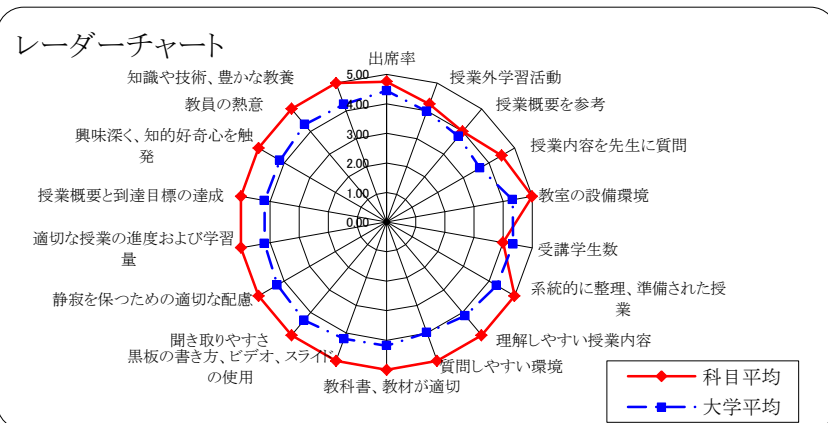 レーダーチャート
出席率
授業外学習活動
授業概要を参考
授業内容を先生に質問
教室の設備環境
受講学生数
系統的に整理、準備された授
業
理解しやすい授業内容
質問しやすい環境
教科書、教材が適切
黒板の書き方、ビデオ、スライド
の使用
聞き取りやすさ
静寂を保つための適切な配慮
適切な授業の進度および学習
量
授業概要と到達目標の達成
興味深く、知的好奇心を触
発
教員の熱意
知識や技術、豊かな教養
5.00
4.00
3.00
2.00
1.00
0.00
科目平均
大学平均